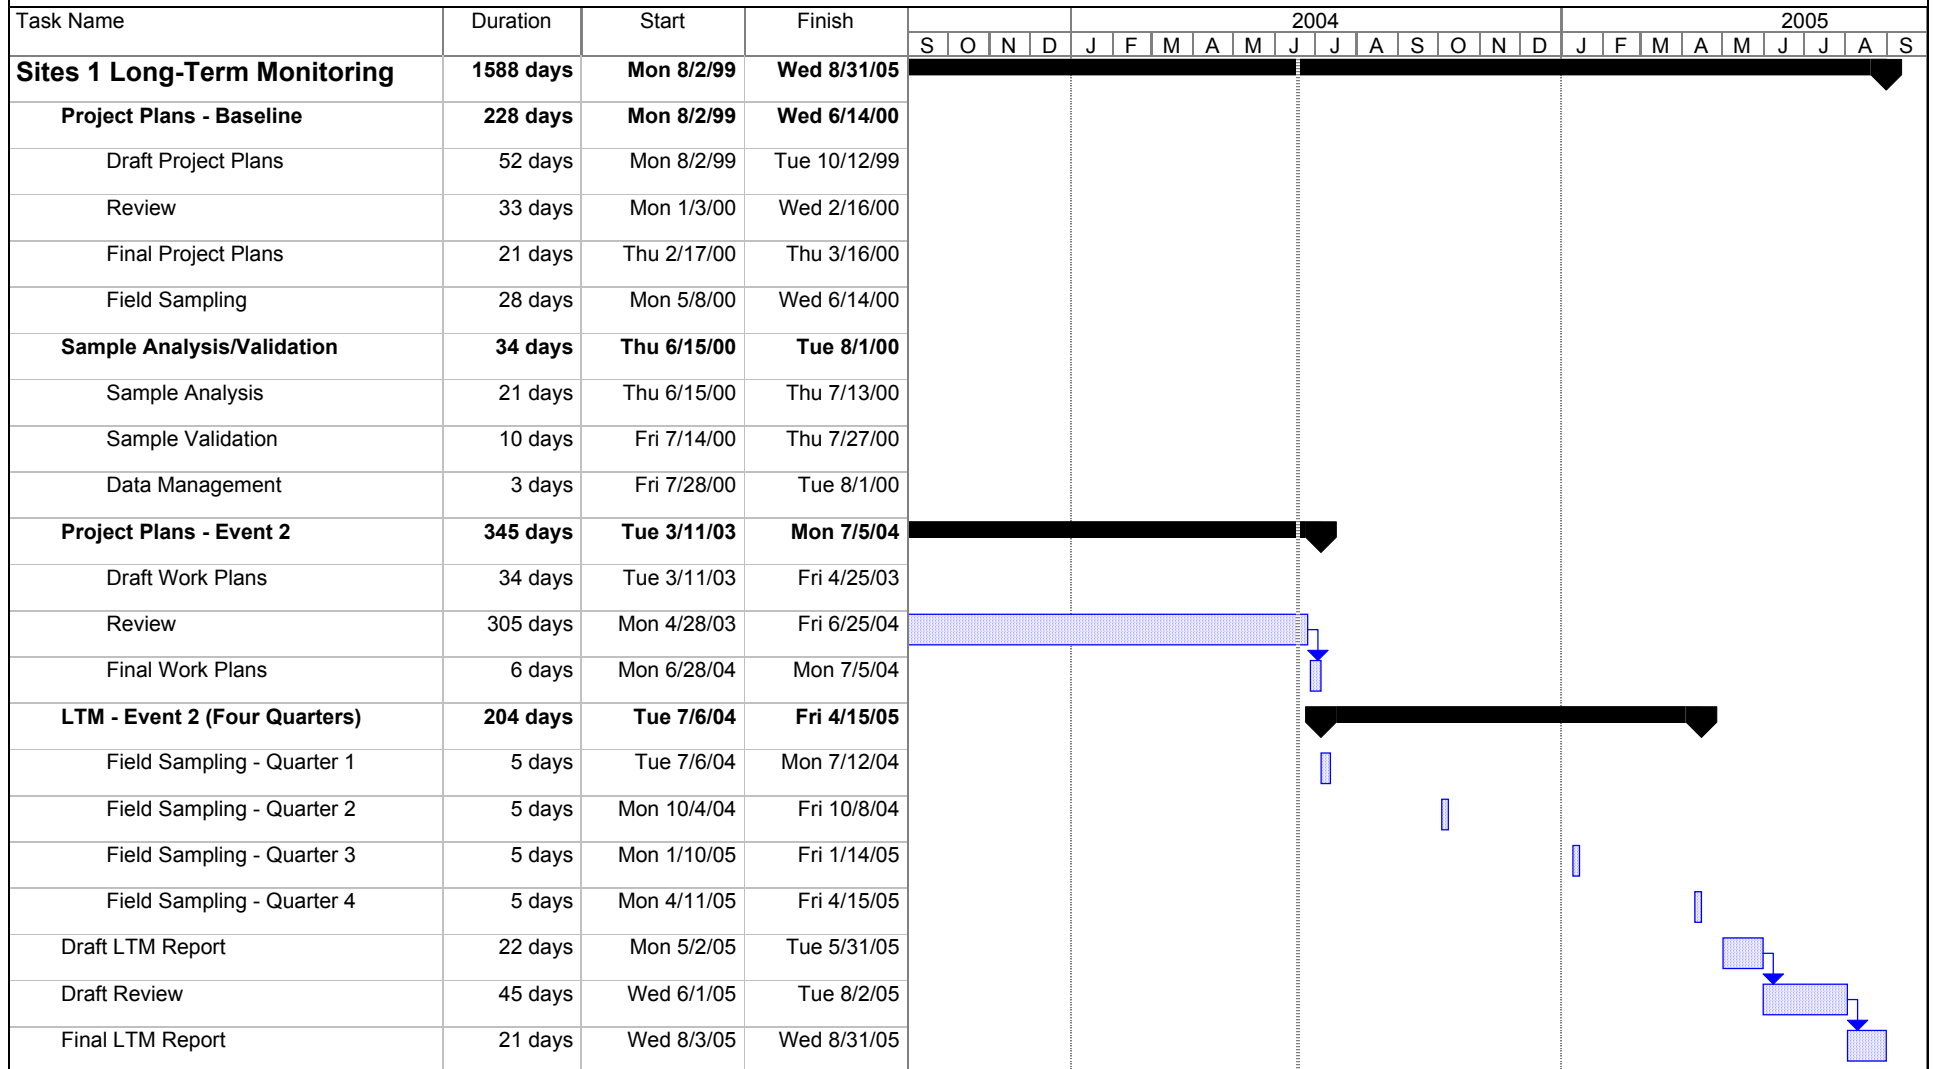 Task Name Duration Start Finish 2004 2005
S O N D J F M A M J J A S O N D J F M A M J J A S
Sites 1 Long-Term Monitoring 1588 days Mon 8/2/99 Wed 8/31/05
Project Plans - Baseline 228 days Mon 8/2/99 Wed 6/14/00
Draft Project Plans 52 days Mon 8/2/99 Tue 10/12/99
Review 33 days Mon 1/3/00 Wed 2/16/00
Final Project Plans 21 days Thu 2/17/00 Thu 3/16/00
Field Sampling 28 days Mon 5/8/00 Wed 6/14/00
Sample Analysis/Validation 34 days Thu 6/15/00 Tue 8/1/00
Sample Analysis 21 days Thu 6/15/00 Thu 7/13/00
Sample Validation 10 days Fri 7/14/00 Thu 7/27/00
Data Management 3 days Fri 7/28/00 Tue 8/1/00
Project Plans - Event 2 345 days Tue 3/11/03 Mon 7/5/04
Draft Work Plans 34 days Tue 3/11/03 Fri 4/25/03
Review 305 days Mon 4/28/03 Fri 6/25/04
Final Work Plans 6 days Mon 6/28/04 Mon 7/5/04
LTM - Event 2 (Four Quarters) 204 days Tue 7/6/04 Fri 4/15/05
Field Sampling - Quarter 1 5 days Tue 7/6/04 Mon 7/12/04
Field Sampling - Quarter 2 5 days Mon 10/4/04 Fri 10/8/04
Field Sampling - Quarter 3 5 days Mon 1/10/05 Fri 1/14/05
Field Sampling - Quarter 4 5 days Mon 4/11/05 Fri 4/15/05
Draft LTM Report 22 days Mon 5/2/05 Tue 5/31/05
Draft Review 45 days Wed 6/1/05 Tue 8/2/05
Final LTM Report 21 days Wed 8/3/05 Wed 8/31/05